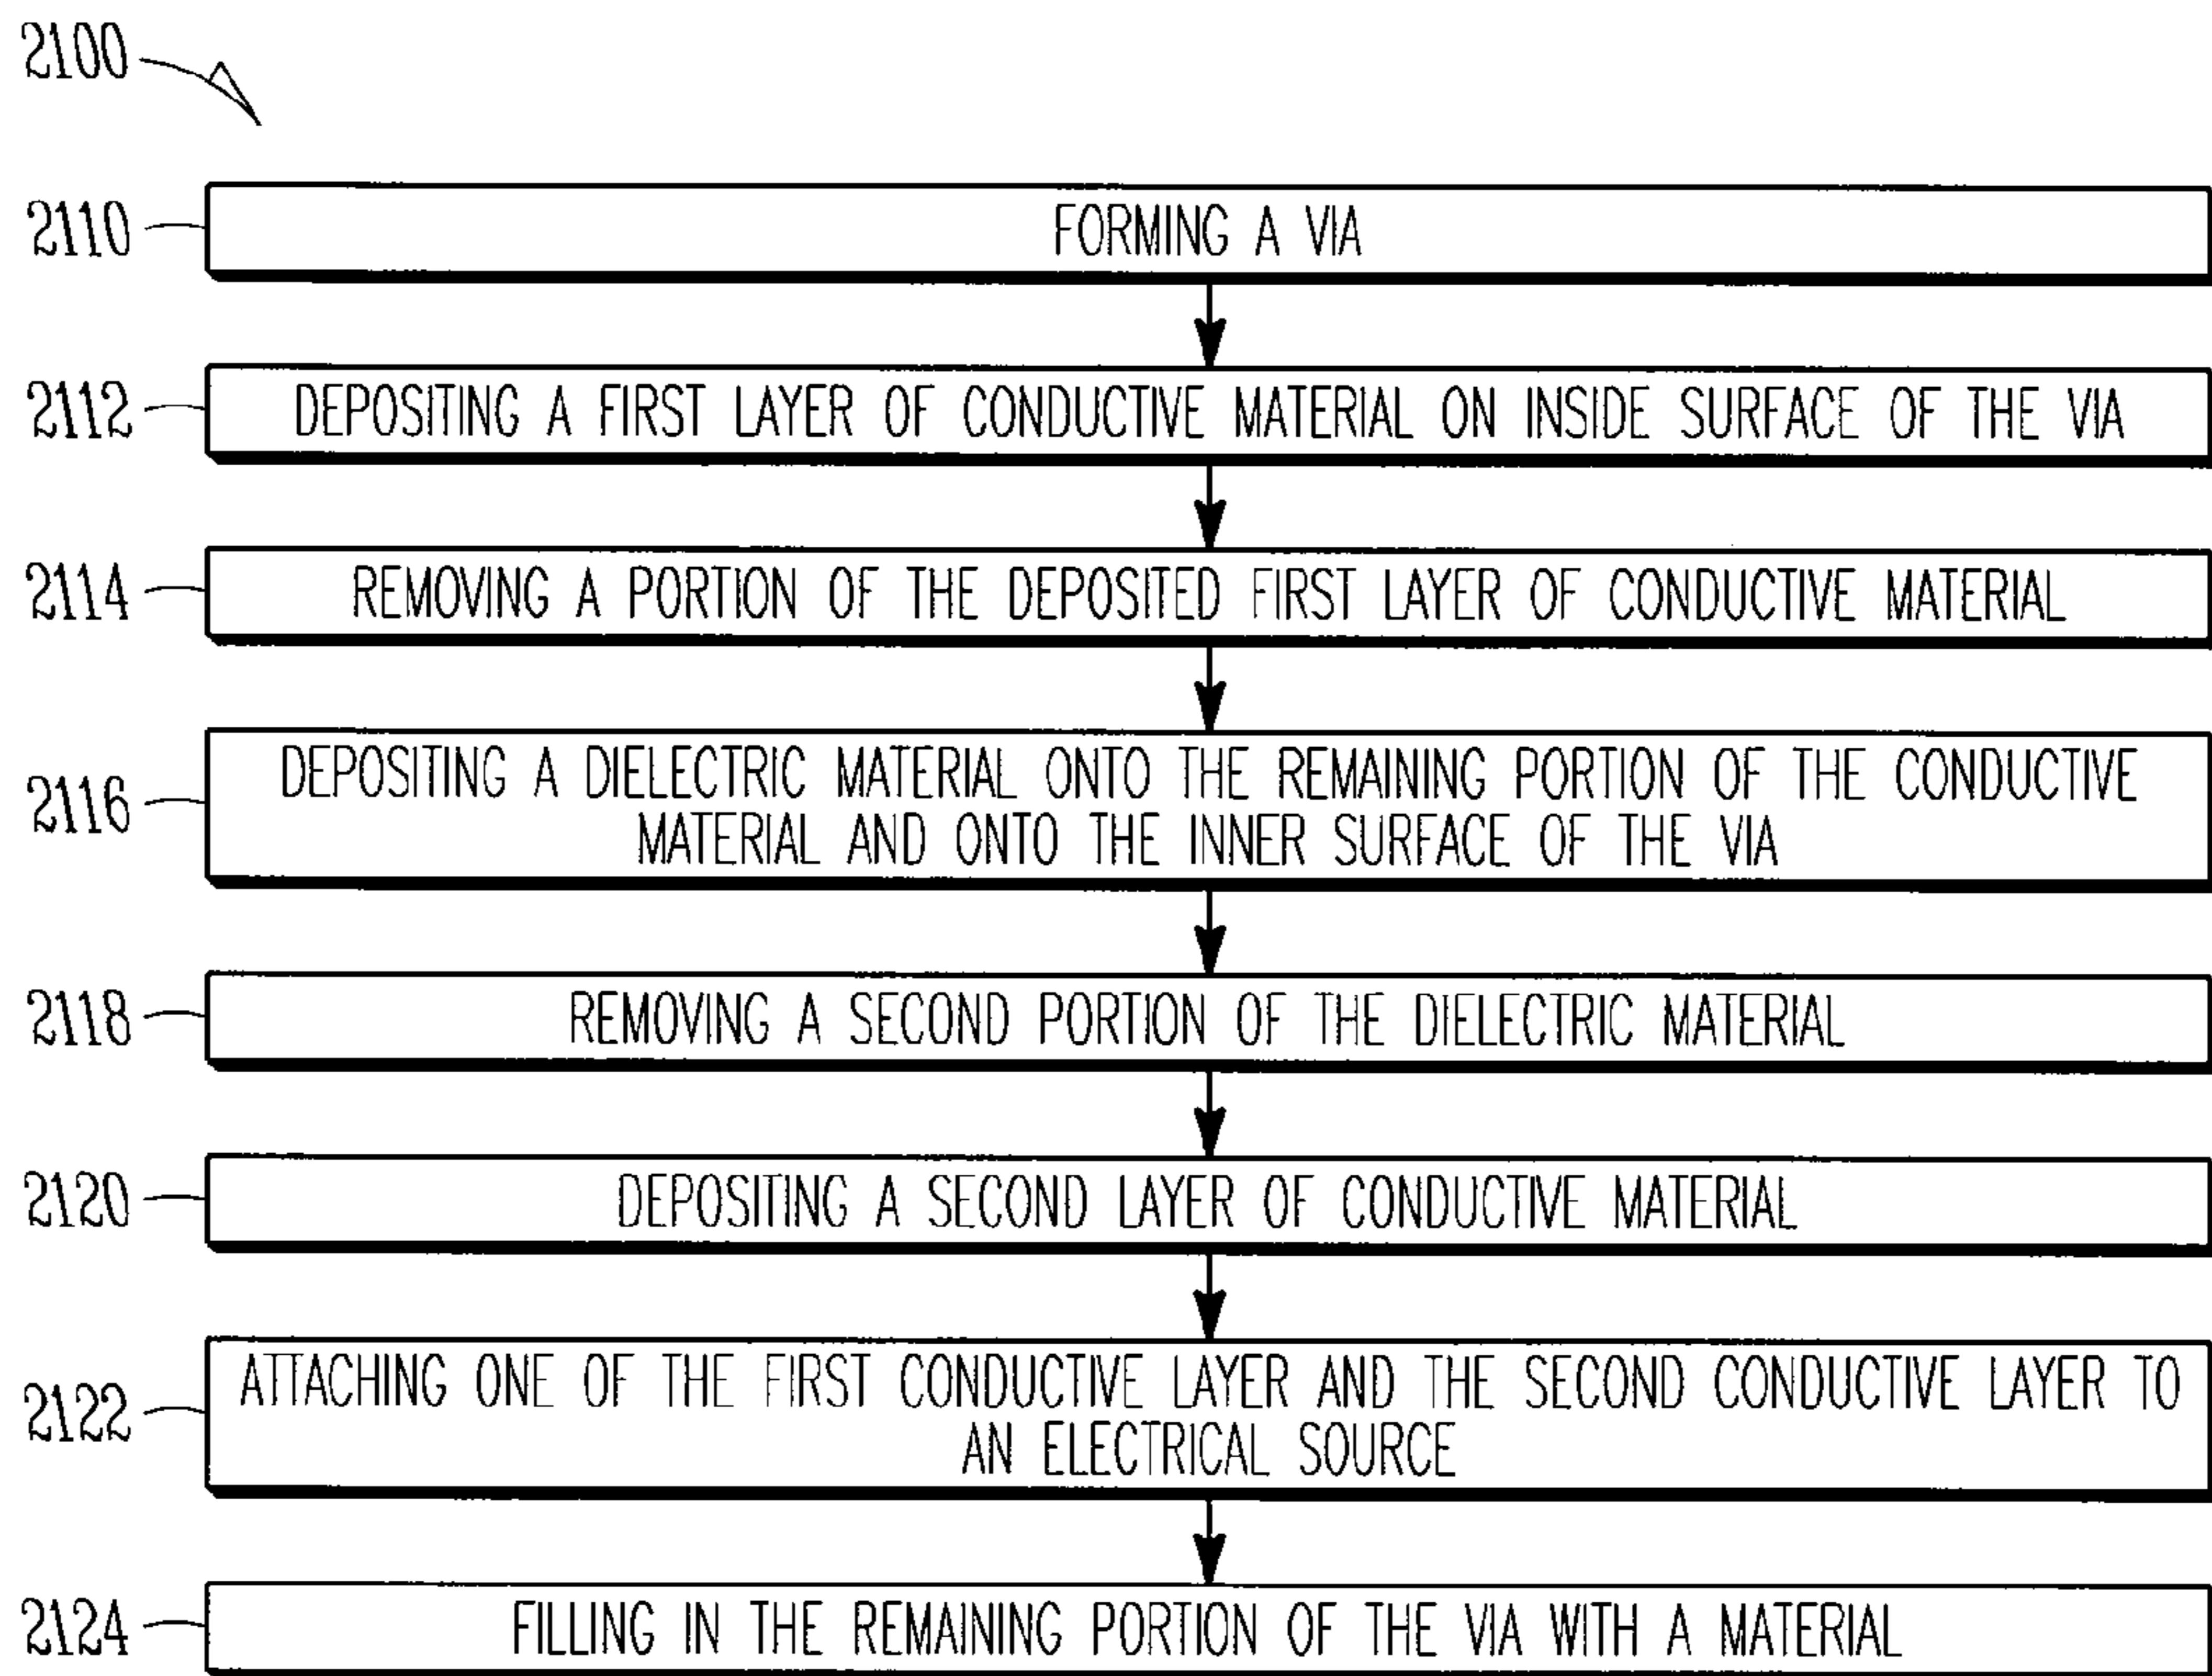 2100
2110
FORMING A VIA
2112
DEPOSITING A FIRST LAYER OF CONDUCTIVE MATERIAL ON INSIDE SURFACE OF THE VIA
2114
REMOVING A PORTION OF THE DEPOSITED FIRST LAYER OF CONDUCTIVE MATERIAL
2116
DEPOSITING A DIELECTRIC MATERIAL ONTO THE REMAINING PORTION OF THE CONDUCTIVE
MATERIAL AND ONTO THE INNER SURFACE OF THE VIA
2118
REMOVING A SECOND PORTION OF THE DIELECTRIC MATERIAL
2120
DEPOSITING A SECOND LAYER OF CONDUCTIVE MATERIAL
2122
ATTACHING ONE OF THE FIRST CONDUCTIVE LAYER AND THE SECOND CONDUCTIVE LAYER TO
AN ELECTRICAL SOURCE
2124
FILLING IN THE REMAINING PORTION OF THE VIA WITH A MATERIAL